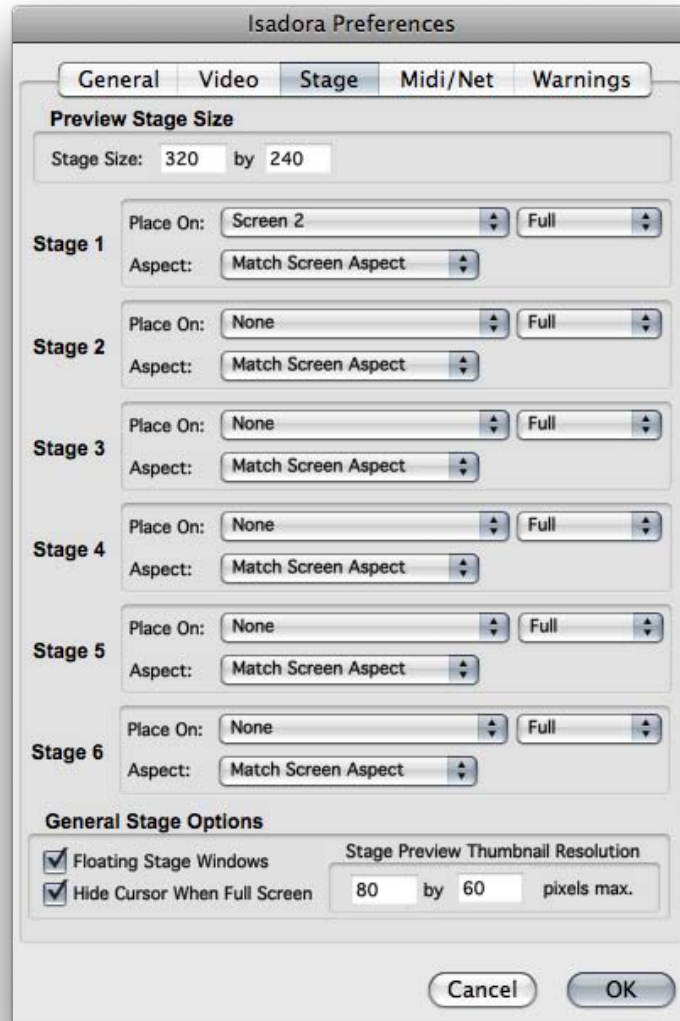 Isadora Preferences
General Video Stage Midi/Net Warnings
Preview Stage Size
Stage Size: 320 by 240
Stage 1
Place On: Screen 2 Full
Aspect: Match Screen Aspect
Stage 2
Place On: None Full
Aspect: Match Screen Aspect
Stage 3
Place On: None Full
Aspect: Match Screen Aspect
Stage 4
Place On: None Full
Aspect: Match Screen Aspect
Stage 5
Place On: None Full
Aspect: Match Screen Aspect
Stage 6
Place On: None Full
Aspect: Match Screen Aspect
General Stage Options
Floating Stage Windows
Hide Cursor When Full Screen
Stage Preview Thumbnail Resolution
80 by 60 pixels max.
Cancel OK